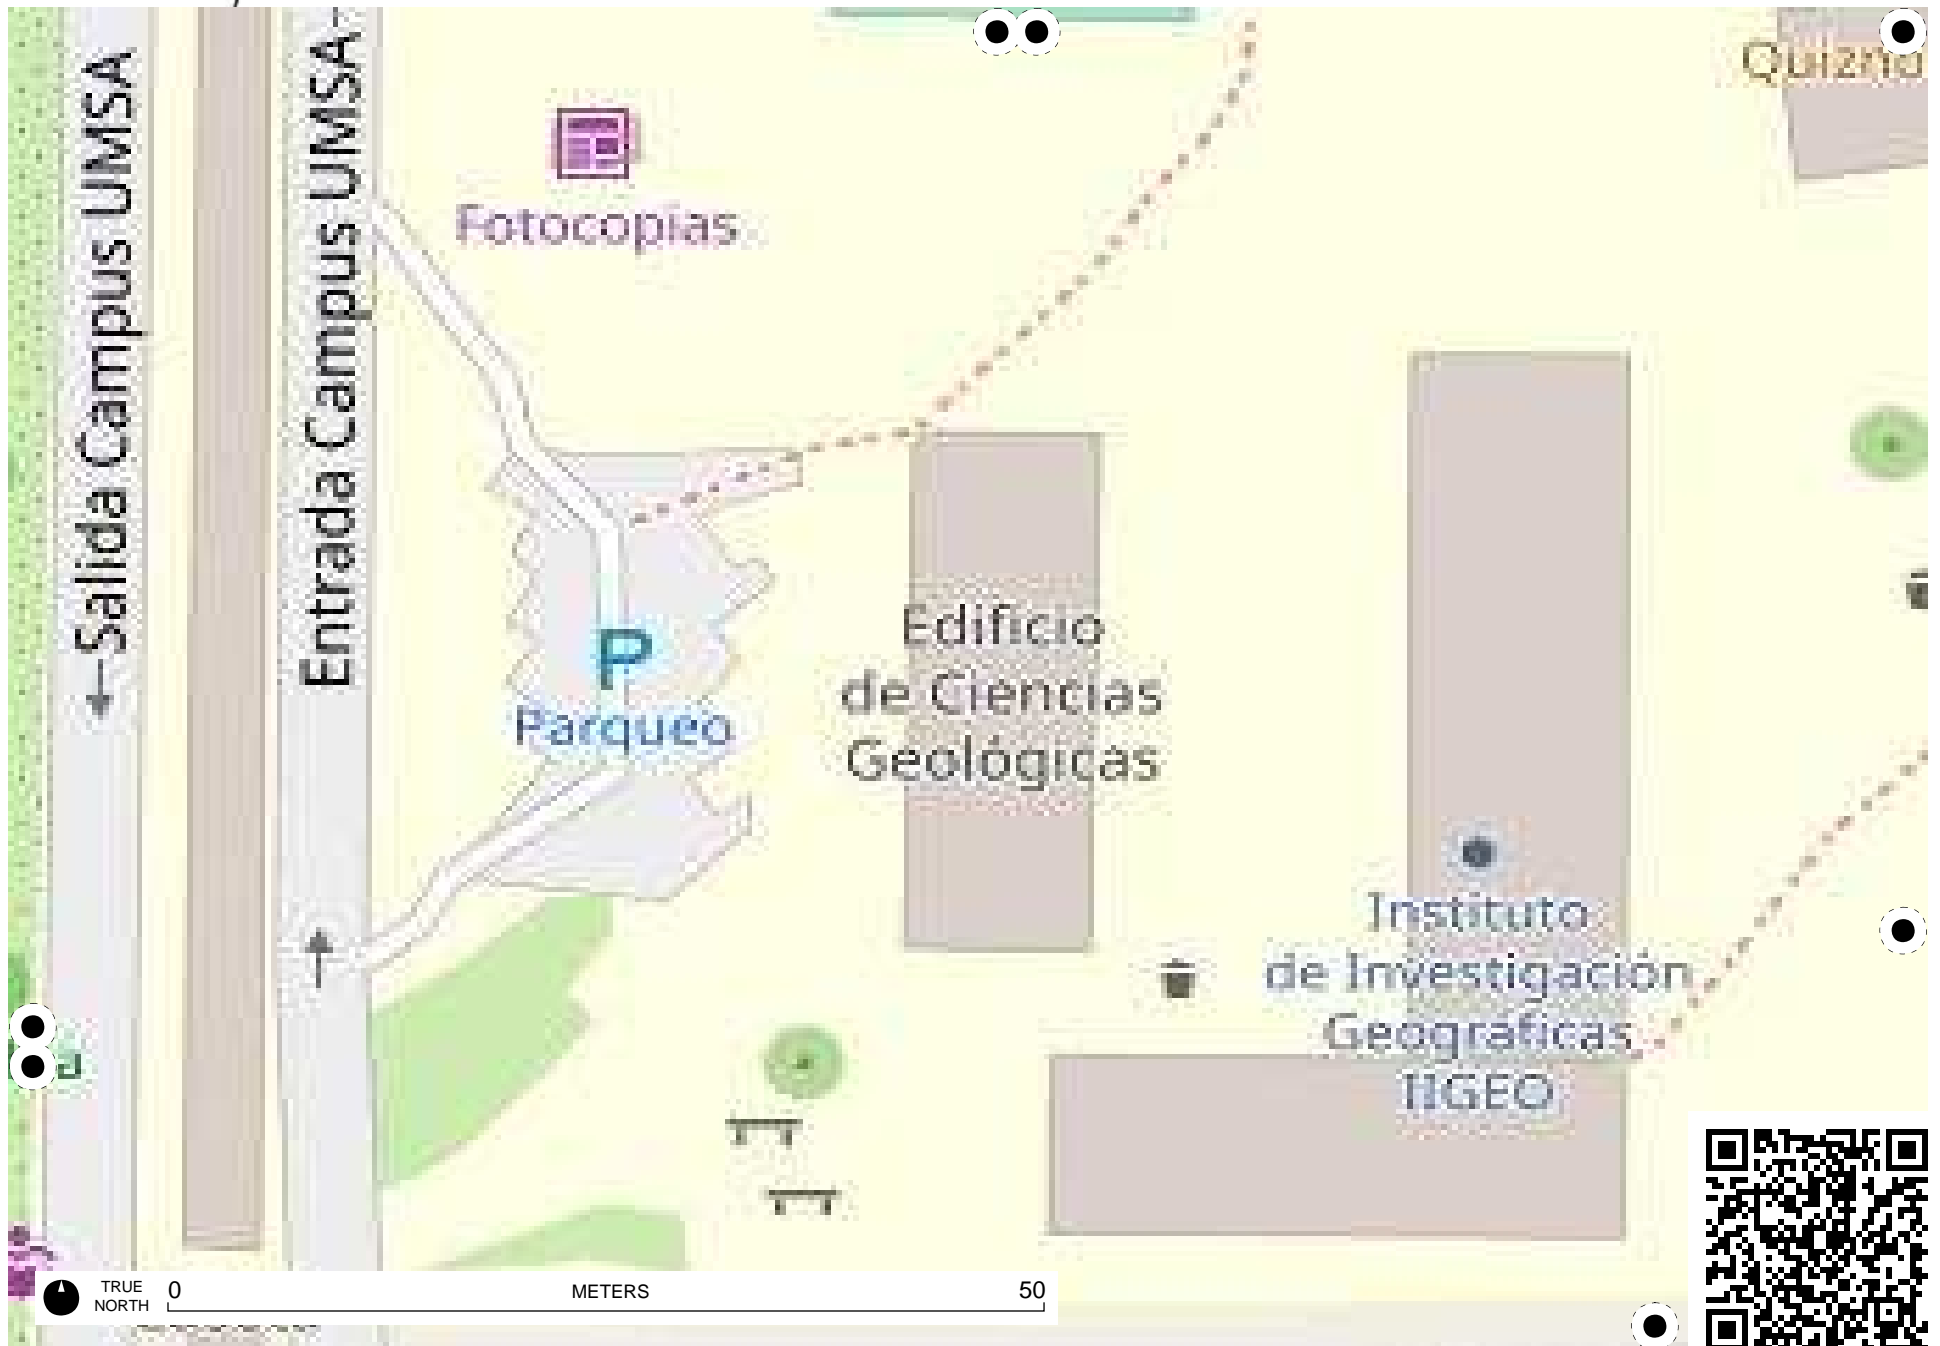 ←Salida Campus UMSA
Entrada Campus UMSA→
Fotocopias
P
Parqueo
Edificio
de Ciencias
Geológicas
Instituto
de Investigación
Geográficas
IIGEO
TRUE
NORTH
0
METERS
50